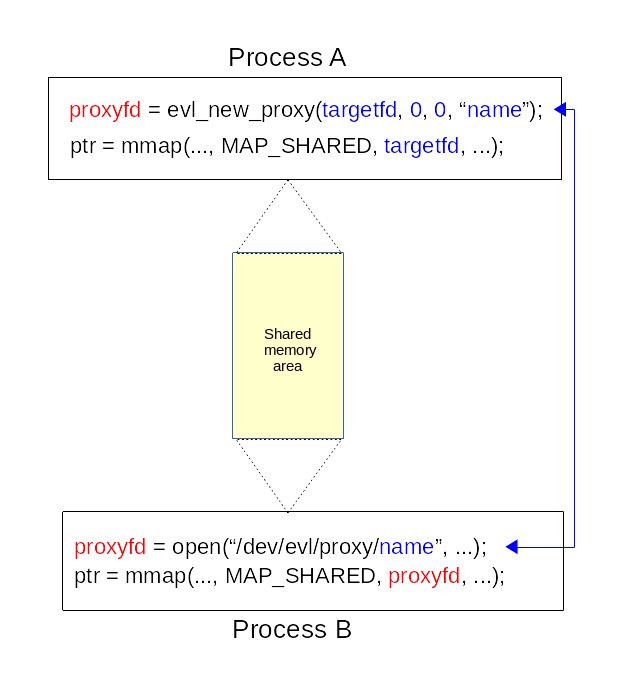 Process A
proxyfd = evl_new_proxy(targetfd, 0, 0, “name”);
ptr = mmap(..., MAP_SHARED, targetfd, ...);
Shared
memory
area
proxyfd = open(“/dev/evl/proxy/name”, ...);
ptr = mmap(..., MAP_SHARED, proxyfd, ...);
Process B